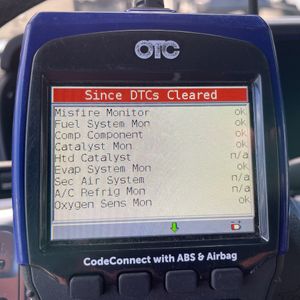 OTC
Since DTCs Cleared
Misfire Monitor ok
Fuel System Mon ok
Comp Component ok
Catalyst Mon ok
Htd Catalyst n/a
Evap System Mon ok
Sec Air System n/a
A/C Refrig Mon n/a
Oxygen Sens Mon ok
CodeConnect with ABS & Airbag